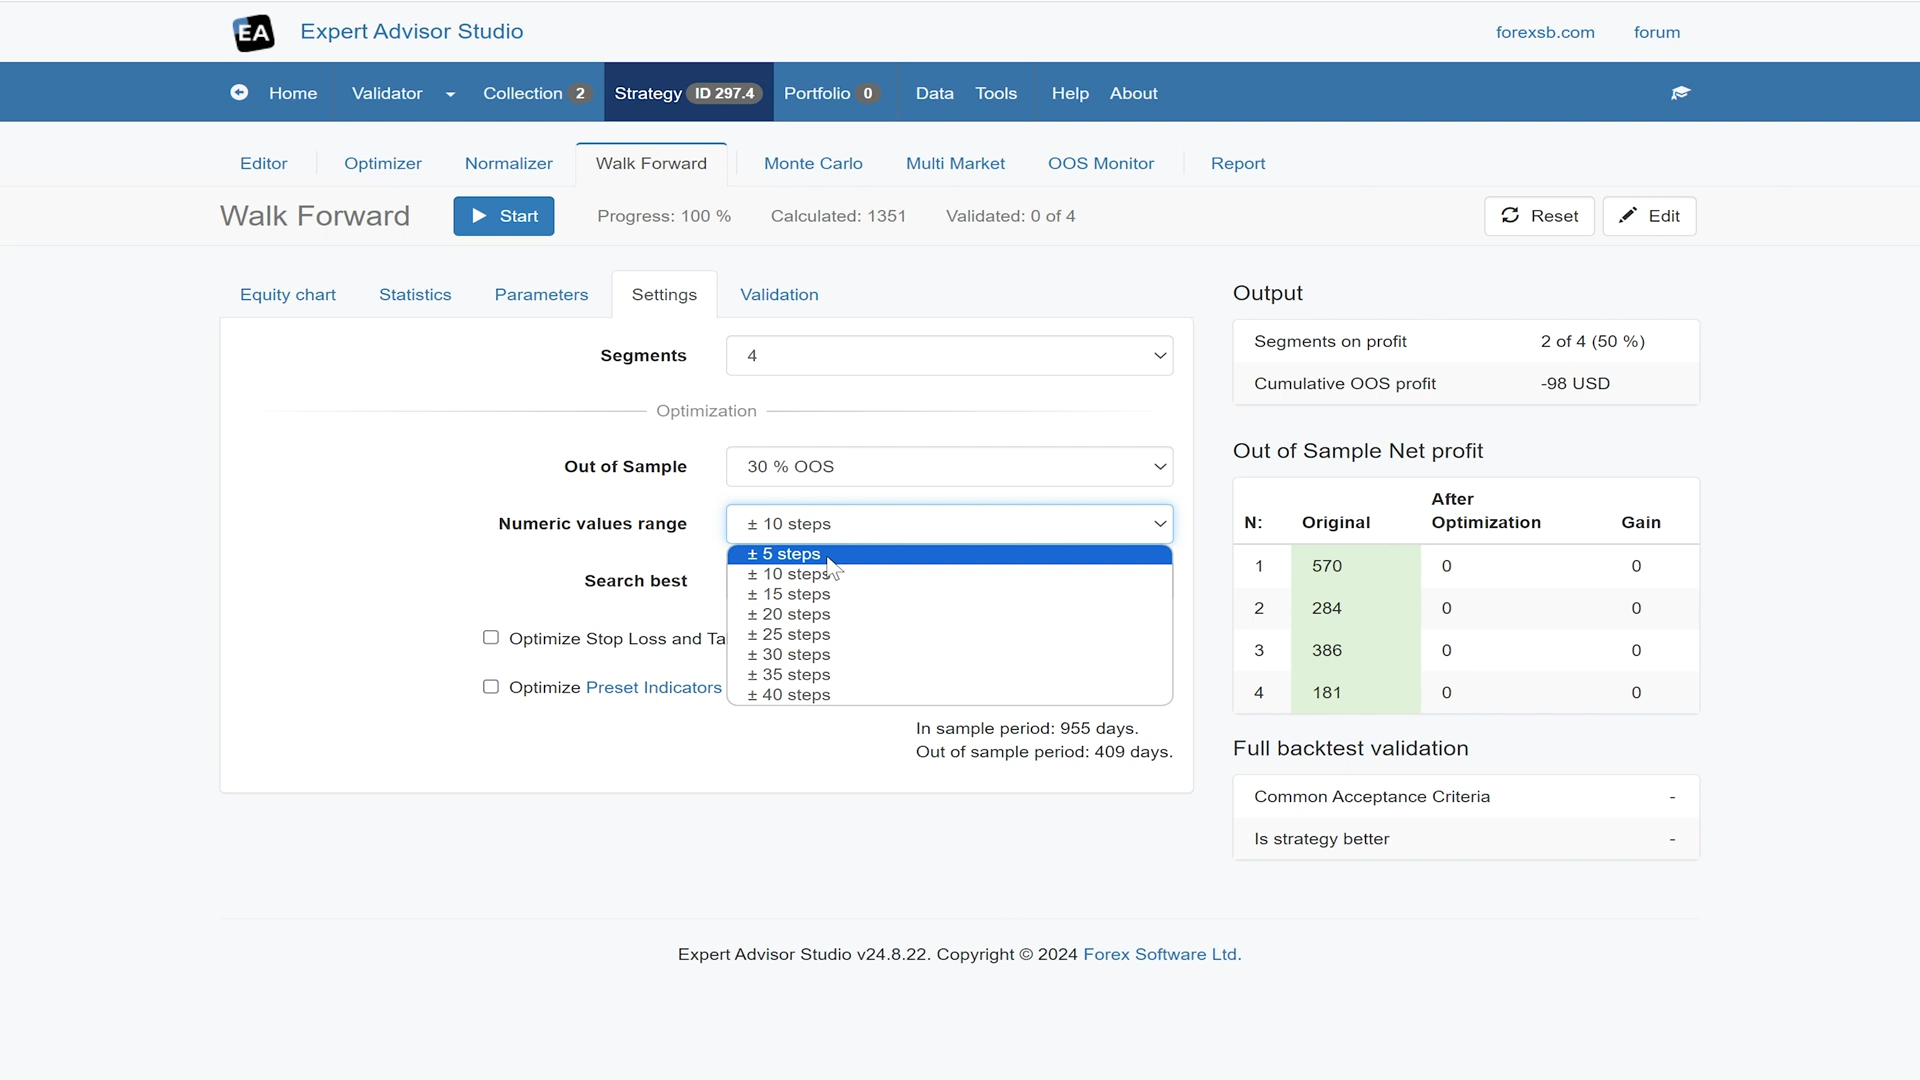 EA
Expert Advisor Studio
forexsb.com
forum
Home
Validator
Collection 2
Strategy ID 297.4
Portfolio 0
Data
Tools
Help
About
Editor
Optimizer
Normalizer
Walk Forward
Monte Carlo
Multi Market
OOS Monitor
Report
Walk Forward
Start
Progress: 100 %
Calculated: 1351
Validated: 0 of 4
Reset
Edit
Equity chart
Statistics
Parameters
Settings
Validation
Segments
4
Optimization
Out of Sample
30 % OOS
Numeric values range
± 10 steps
± 5 steps
± 10 steps
± 15 steps
± 20 steps
± 25 steps
± 30 steps
± 35 steps
± 40 steps
Search best
Optimize Stop Loss and Ta
Optimize Preset Indicators
In sample period: 955 days.
Out of sample period: 409 days.
Output
Segments on profit 2 of 4 (50 %)
Cumulative OOS profit -98 USD
Out of Sample Net profit
N: Original After Optimization Gain
1 570 0 0
2 284 0 0
3 386 0 0
4 181 0 0
Full backtest validation
Common Acceptance Criteria -
Is strategy better -
Expert Advisor Studio v24.8.22. Copyright © 2024 Forex Software Ltd.